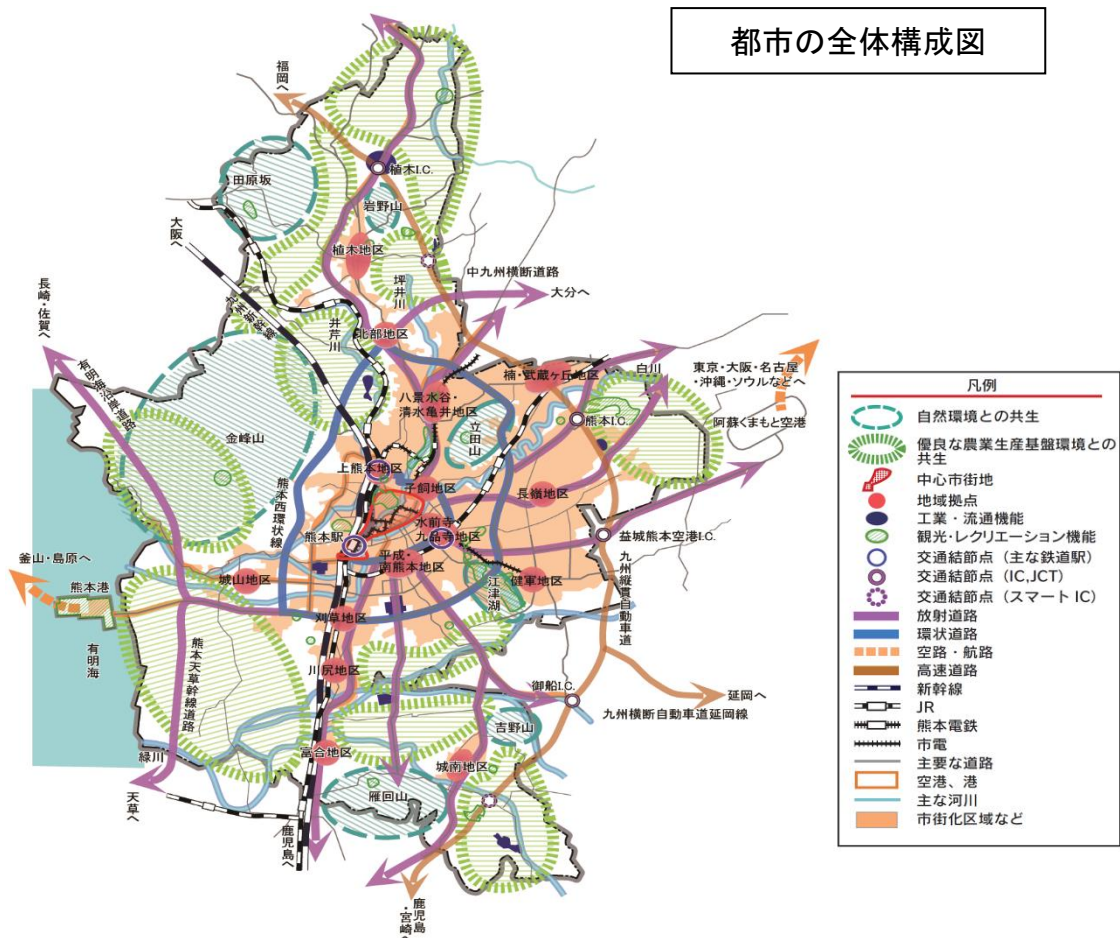 都市の全体構成図
福岡へ
植木I.C.
田原坂
岩野山
大阪へ
植木地区
中九州横断道路
坪井川
大分へ
長崎・佐賀へ
九州新幹線
井芹川
北部地区
有明海沿岸道路
楠・武蔵ヶ丘地区
白川
東京・大阪・名古屋
・沖縄・ソウルなどへ
八景水谷・
清水亀井地区
立田山
熊本I.C.
阿蘇くまもと空港
金峰山
上熊本地区
子飼地区
長嶺地区
熊本西環状線
水前寺
九品寺地区
熊本駅
益城熊本空港I.C.
平成・
南熊本地区
釜山・島原へ
熊本港
城山地区
江津湖
健軍地区
九州縦貫自動車道
刈草地区
有明海
熊本天草幹線道路
川尻地区
御船I.C.
延岡へ
九州横断自動車道延岡線
吉野山
緑川
富合地区
城南地区
雁回山
天草へ
鹿児島へ
鹿児島
・宮崎へ
凡例
自然環境との共生
優良な農業生産基盤環境との
共生
中心市街地
地域拠点
工業・流通機能
観光・レクリエーション機能
交通結節点(主な鉄道駅)
交通結節点(IC,JCT)
交通結節点(スマートIC)
放射道路
環状道路
空路・航路
高速道路
新幹線
JR
熊本電鉄
市電
主要な道路
空港、港
主な河川
市街化区域など